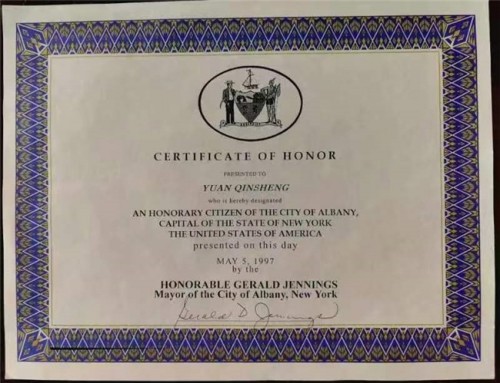 CERTIFICATE OF HONOR
PRESENTED TO
YUAN QINSHENG
who is hereby designated
AN HONORARY CITIZEN OF THE CITY OF ALBANY,
CAPITAL OF THE STATE OF NEW YORK
THE UNITED STATES OF AMERICA
presented on this day
MAY 5, 1997
by the
HONORABLE GERALD JENNINGS
Mayor of the City of Albany, New York
Gerald D. Jennings